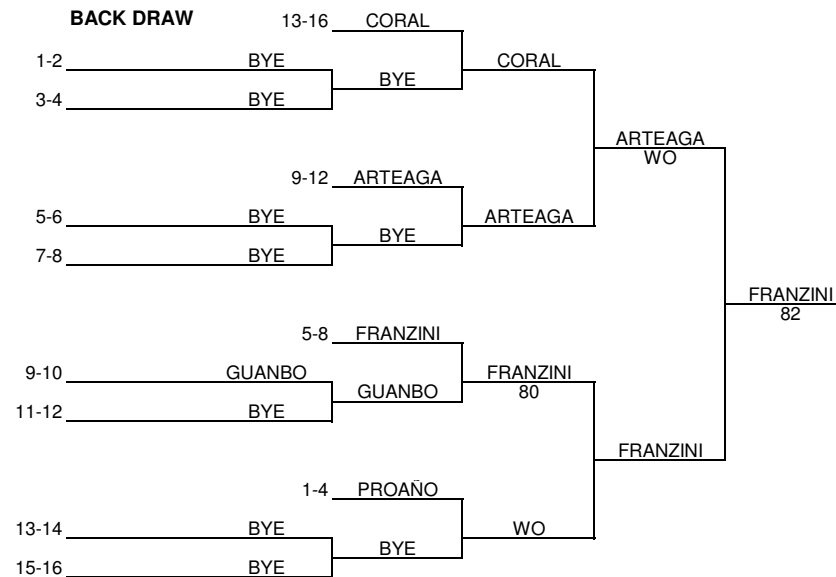 BACK DRAW
13-16 CORAL
1-2 BYE CORAL
3-4 BYE BYE
ARTEAGA
WO
9-12 ARTEAGA
5-6 BYE ARTEAGA
7-8 BYE BYE
FRANZINI
82
5-8 FRANZINI
9-10 GUANBO FRANZINI
80
11-12 BYE GUANBO
FRANZINI
1-4 PROAÑO
13-14 BYE WO
15-16 BYE BYE